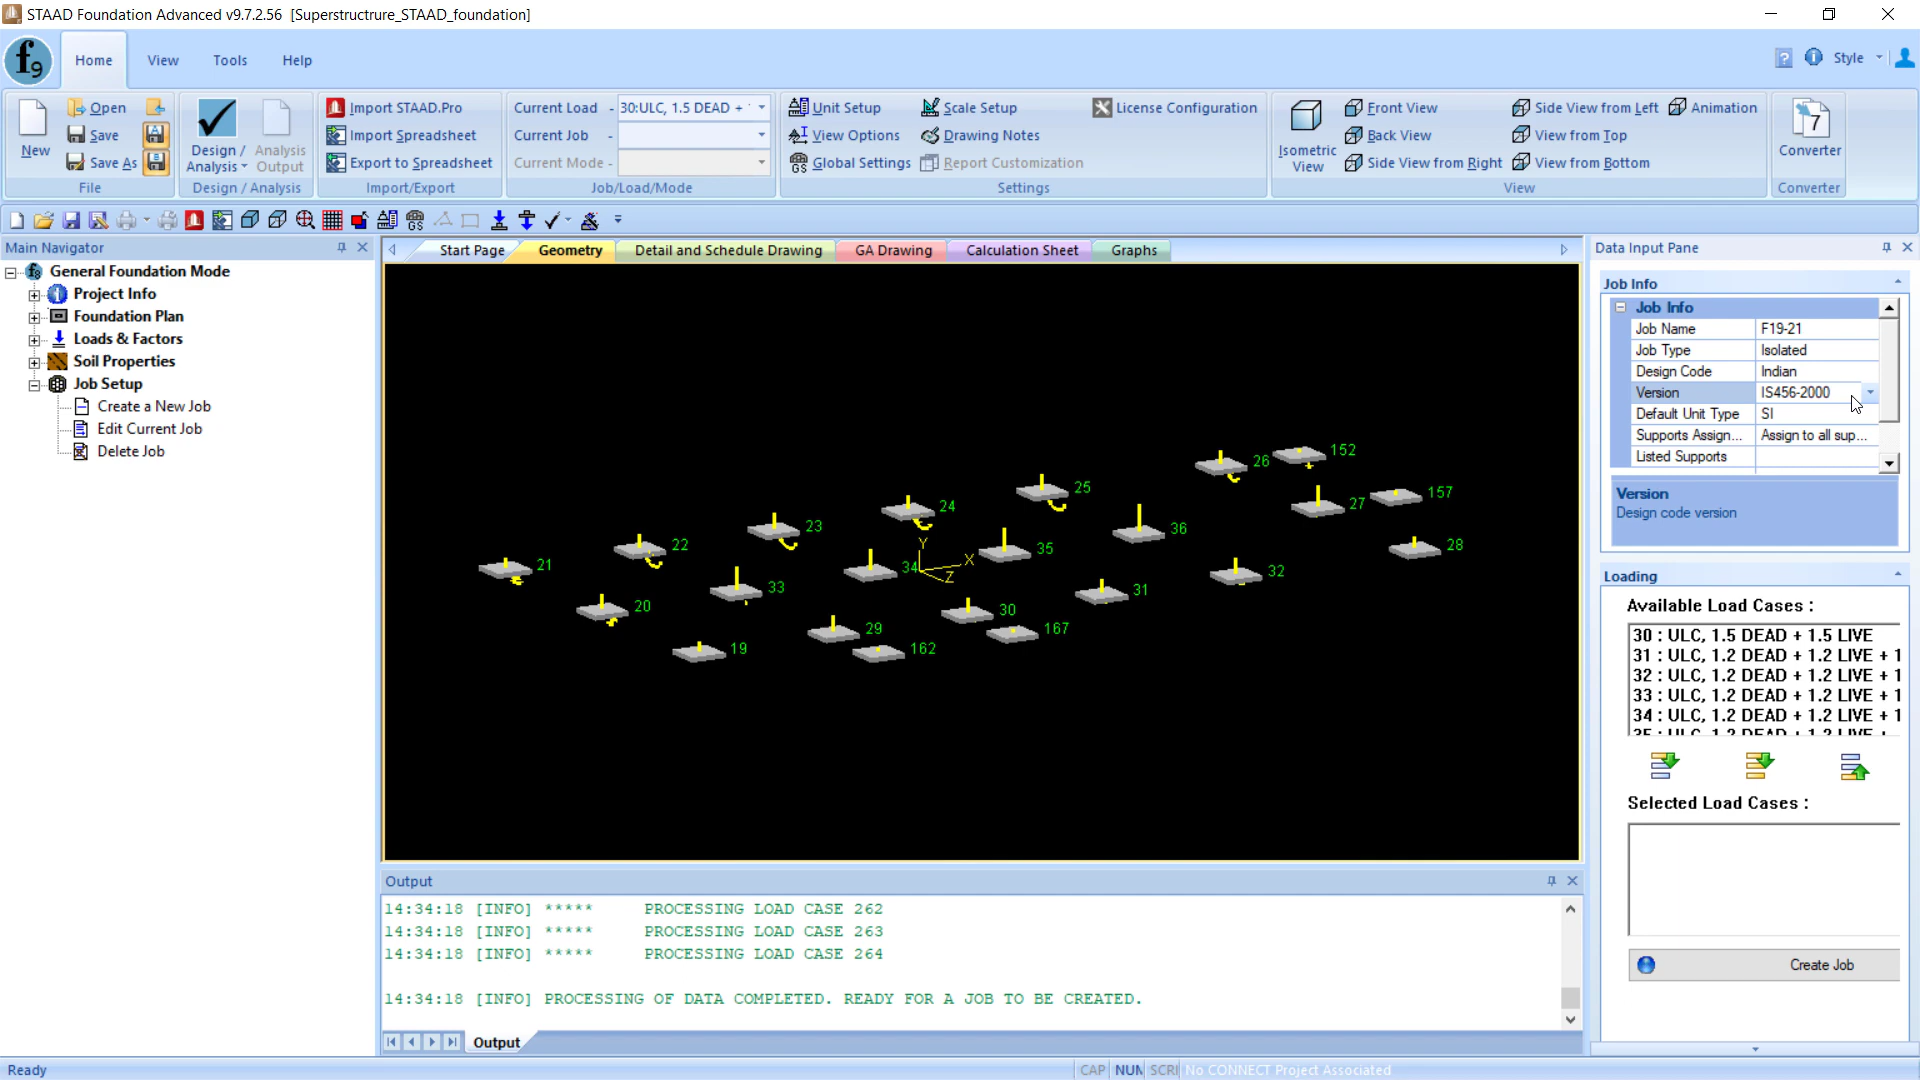 STAAD Foundation Advanced v9.7.2.56 [Superstructrure_STAAD_foundation]
f9
Home View Tools Help
Style
New
Open
Save
Save As
File
Design / Analysis
Analysis Output
Design / Analysis
Import STAAD.Pro
Import Spreadsheet
Export to Spreadsheet
Import/Export
Current Load - 30:ULC, 1.5 DEAD +
Current Job -
Current Mode -
Job/Load/Mode
Unit Setup
View Options
Global Settings
Scale Setup
Drawing Notes
Report Customization
License Configuration
Settings
Isometric View
Front View
Back View
Side View from Right
Side View from Left
View from Top
View from Bottom
Animation
View
7
Converter
Converter
Main Navigator
General Foundation Mode
Project Info
Foundation Plan
Loads & Factors
Soil Properties
Job Setup
Create a New Job
Edit Current Job
Delete Job
Start Page Geometry Detail and Schedule Drawing GA Drawing Calculation Sheet Graphs
152
26
25
157
27
24
23
36
22
28
35
21
34
32
33
31
20
30
29
167
19
162
Y
X
Z
Output
14:34:18 [INFO] ***** PROCESSING LOAD CASE 262
14:34:18 [INFO] ***** PROCESSING LOAD CASE 263
14:34:18 [INFO] ***** PROCESSING LOAD CASE 264
14:34:18 [INFO] PROCESSING OF DATA COMPLETED. READY FOR A JOB TO BE CREATED.
Output
Data Input Pane
Job Info
Job Info
Job Name F19-21
Job Type Isolated
Design Code Indian
Version IS456-2000
Default Unit Type SI
Supports Assign... Assign to all sup...
Listed Supports
Version
Design code version
Loading
Available Load Cases :
30 : ULC, 1.5 DEAD + 1.5 LIVE
31 : ULC, 1.2 DEAD + 1.2 LIVE + 1
32 : ULC, 1.2 DEAD + 1.2 LIVE + 1
33 : ULC, 1.2 DEAD + 1.2 LIVE + 1
34 : ULC, 1.2 DEAD + 1.2 LIVE + 1
35 : ULC, 1.2 DEAD + 1.2 LIVE +
Selected Load Cases :
Create Job
Ready
CAP NUM SCRI No CONNECT Project Associated